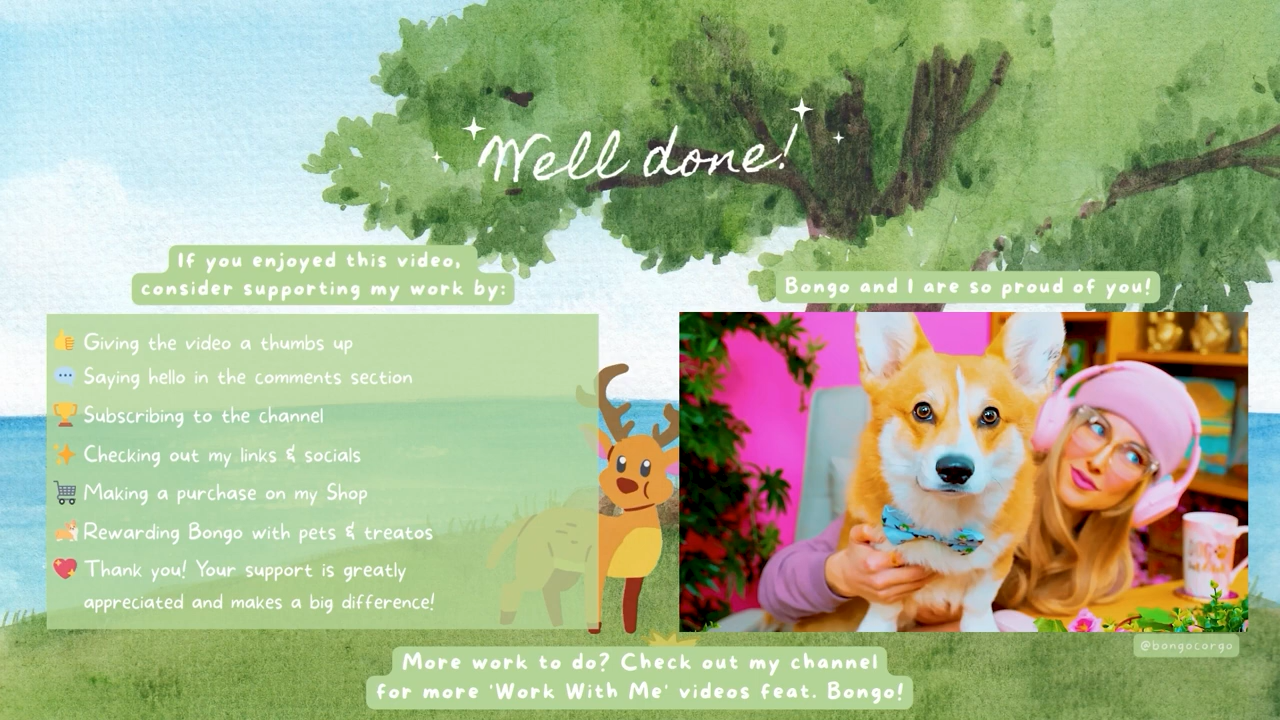 Well done!
If you enjoyed this video,
consider supporting my work by:
Giving the video a thumbs up
Saying hello in the comments section
Subscribing to the channel
Checking out my links & socials
Making a purchase on my Shop
Rewarding Bongo with pets & treatos
Thank you! Your support is greatly
appreciated and makes a big difference!
Bongo and I are so proud of you!
@bongocorgo
More work to do? Check out my channel
for more 'Work With Me' videos feat. Bongo!